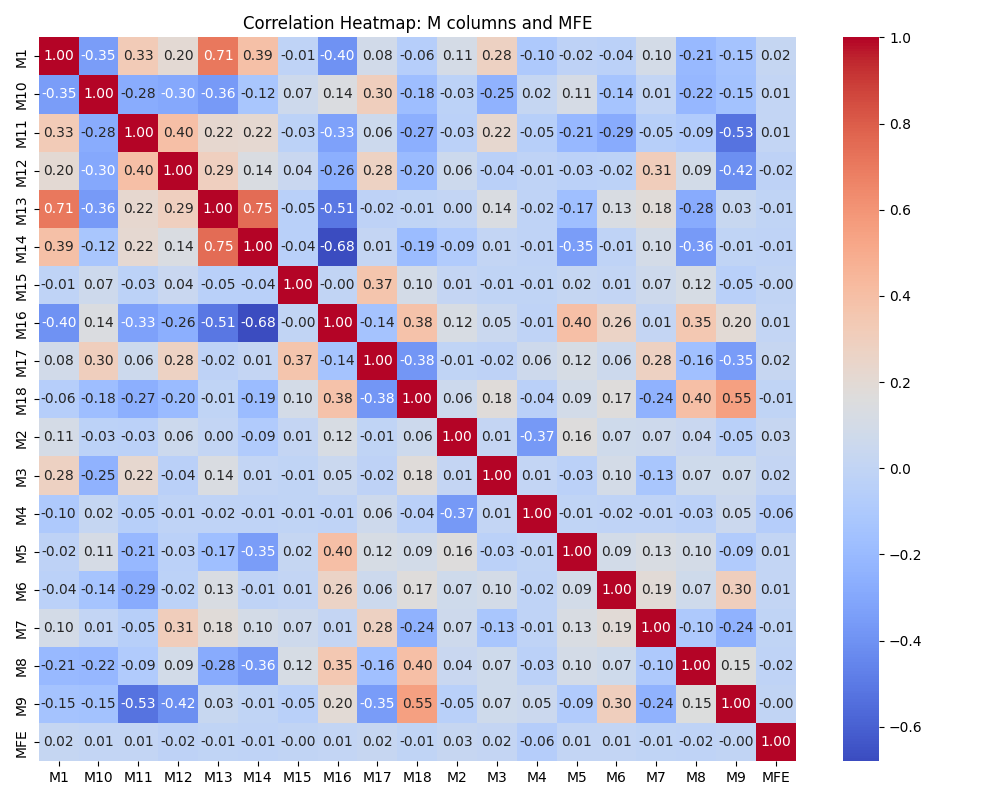 Correlation Heatmap: M columns and MFE
M1 1.00 -0.35 0.33 0.20 0.71 0.39 -0.01 -0.40 0.08 -0.06 0.11 0.28 -0.10 -0.02 -0.04 0.10 -0.21 -0.15 0.02
M10 -0.35 1.00 -0.28 -0.30 -0.36 -0.12 0.07 0.14 0.30 -0.18 -0.03 -0.25 0.02 0.11 -0.14 0.01 -0.22 -0.15 0.01
M11 0.33 -0.28 1.00 0.40 0.22 0.22 -0.03 -0.33 0.06 -0.27 -0.03 0.22 -0.05 -0.21 -0.29 -0.05 -0.09 -0.53 0.01
M12 0.20 -0.30 0.40 1.00 0.29 0.14 0.04 -0.26 0.28 -0.20 0.06 -0.04 -0.01 -0.03 -0.02 0.31 0.09 -0.42 -0.02
M13 0.71 -0.36 0.22 0.29 1.00 0.75 -0.05 -0.51 -0.02 -0.01 0.00 0.14 -0.02 -0.17 0.13 0.18 -0.28 0.03 -0.01
M14 0.39 -0.12 0.22 0.14 0.75 1.00 -0.04 -0.68 0.01 -0.19 -0.09 0.01 -0.01 -0.35 -0.01 0.10 -0.36 -0.01 -0.01
M15 -0.01 0.07 -0.03 0.04 -0.05 -0.04 1.00 -0.00 0.37 0.10 0.01 -0.01 -0.01 0.02 0.01 0.07 0.12 -0.05 -0.00
M16 -0.40 0.14 -0.33 -0.26 -0.51 -0.68 -0.00 1.00 -0.14 0.38 0.12 0.05 -0.01 0.40 0.26 0.01 0.35 0.20 0.01
M17 0.08 0.30 0.06 0.28 -0.02 0.01 0.37 -0.14 1.00 -0.38 -0.01 -0.02 0.06 0.12 0.06 0.28 -0.16 -0.35 0.02
M18 -0.06 -0.18 -0.27 -0.20 -0.01 -0.19 0.10 0.38 -0.38 1.00 0.06 0.18 -0.04 0.09 0.17 -0.24 0.40 0.55 -0.01
M2 0.11 -0.03 -0.03 0.06 0.00 -0.09 0.01 0.12 -0.01 0.06 1.00 0.01 -0.37 0.16 0.07 0.07 0.04 -0.05 0.03
M3 0.28 -0.25 0.22 -0.04 0.14 0.01 -0.01 0.05 -0.02 0.18 0.01 1.00 0.01 -0.03 0.10 -0.13 0.07 0.07 0.02
M4 -0.10 0.02 -0.05 -0.01 -0.02 -0.01 -0.01 -0.01 0.06 -0.04 -0.37 0.01 1.00 -0.01 -0.02 -0.01 -0.03 0.05 -0.06
M5 -0.02 0.11 -0.21 -0.03 -0.17 -0.35 0.02 0.40 0.12 0.09 0.16 -0.03 -0.01 1.00 0.09 0.13 0.10 -0.09 0.01
M6 -0.04 -0.14 -0.29 -0.02 0.13 -0.01 0.01 0.26 0.06 0.17 0.07 0.10 -0.02 0.09 1.00 0.19 0.07 0.30 0.01
M7 0.10 0.01 -0.05 0.31 0.18 0.10 0.07 0.01 0.28 -0.24 0.07 -0.13 -0.01 0.13 0.19 1.00 -0.10 -0.24 -0.01
M8 -0.21 -0.22 -0.09 0.09 -0.28 -0.36 0.12 0.35 -0.16 0.40 0.04 0.07 -0.03 0.10 0.07 -0.10 1.00 0.15 -0.02
M9 -0.15 -0.15 -0.53 -0.42 0.03 -0.01 -0.05 0.20 -0.35 0.55 -0.05 0.07 0.05 -0.09 0.30 -0.24 0.15 1.00 -0.00
MFE 0.02 0.01 0.01 -0.02 -0.01 -0.01 -0.00 0.01 0.02 -0.01 0.03 0.02 -0.06 0.01 0.01 -0.01 -0.02 -0.00 1.00
M1 M10 M11 M12 M13 M14 M15 M16 M17 M18 M2 M3 M4 M5 M6 M7 M8 M9 MFE
1.0
0.8
0.6
0.4
0.2
0.0
−0.2
−0.4
−0.6